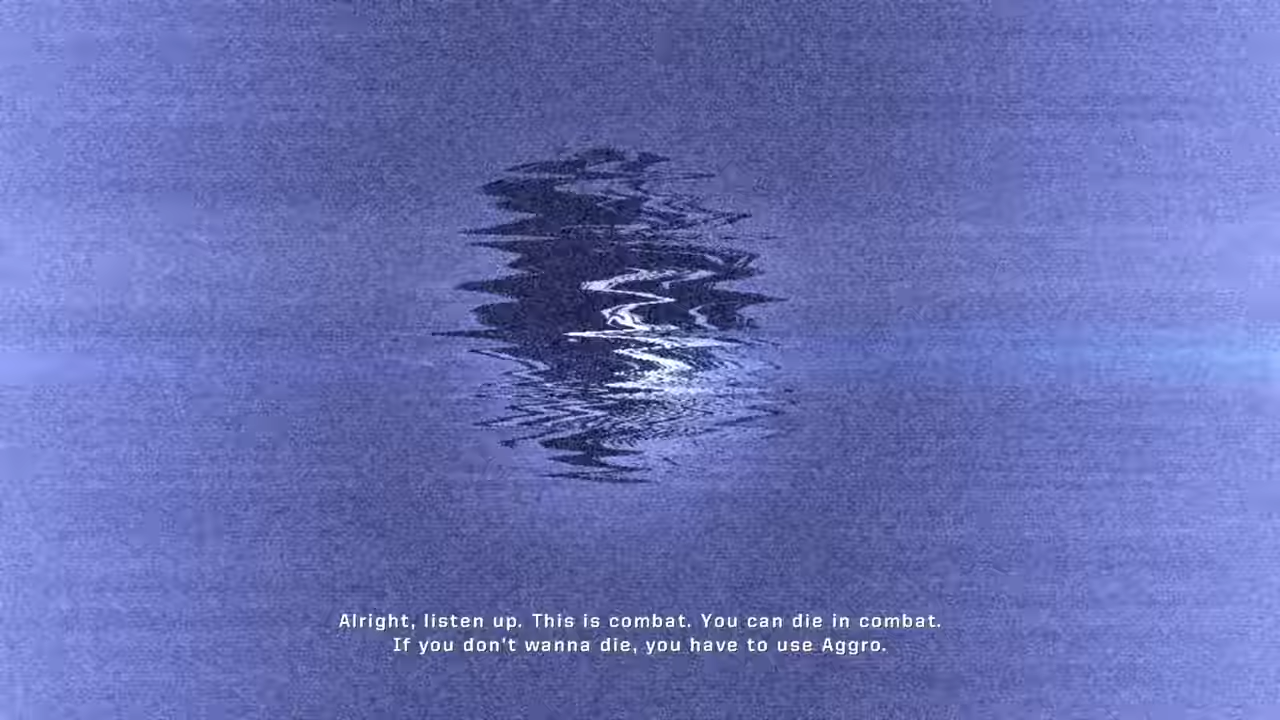 Alright, listen up. This is combat. You can die in combat.
If you don't wanna die, you have to use Aggro.